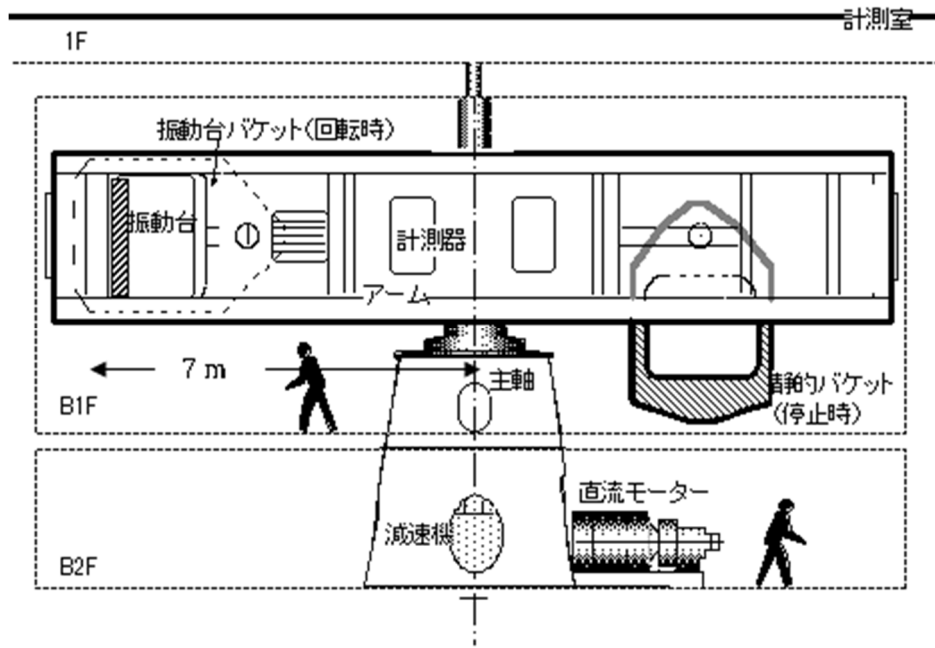 計測室
1F
振動台バケット(回転時)
振動台
計測器
アーム
7 m
主軸
静的バケット
(停止時)
B1F
直流モーター
減速機
B2F